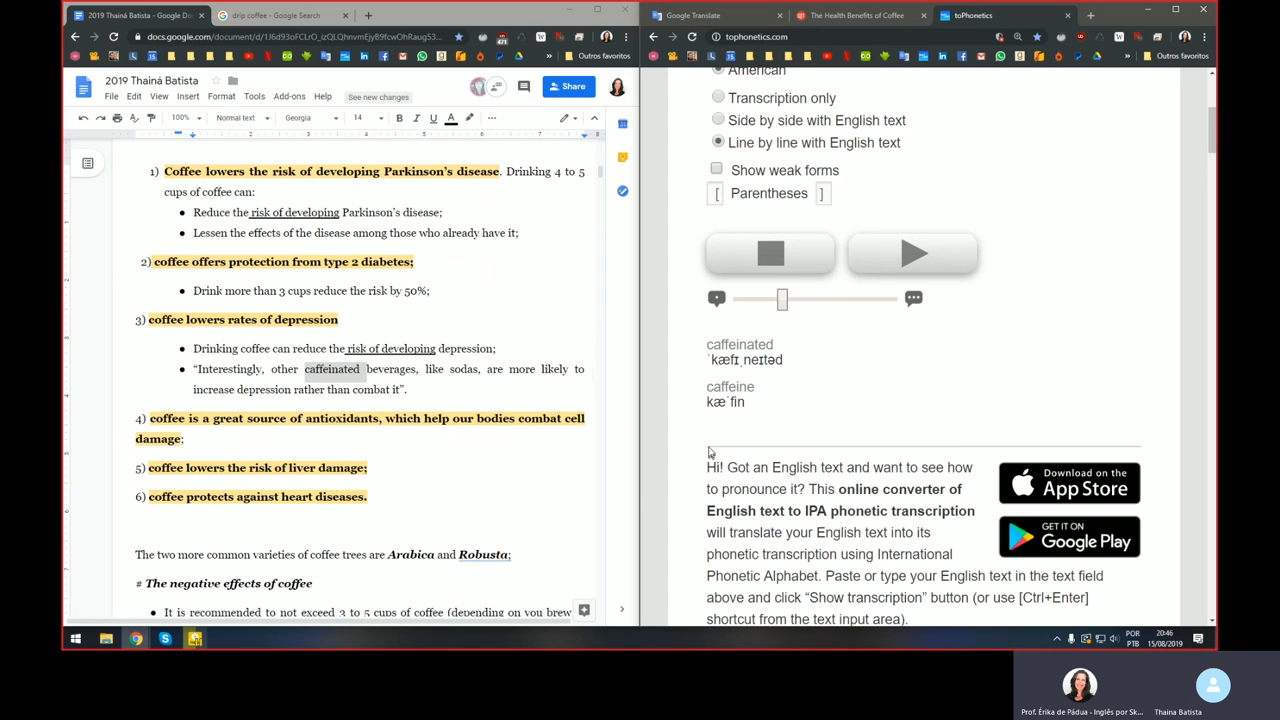 2019 Thainá Batista - Google Do
drip coffee - Google Search
Google Translate
The Health Benefits of Coffee
toPhonetics
docs.google.com/document/d/1J6d93oFCLrO_izQLQhnvmEjyB9fcwOhRaug53...
tophonetics.com
Outros favoritos
Outros favoritos
2019 Thainá Batista
File Edit View Insert Format Tools Add-ons Help See new changes
Share
100% Normal text Georgia 14 B I U A
1) Coffee lowers the risk of developing Parkinson's disease. Drinking 4 to 5
cups of coffee can:
● Reduce the risk of developing Parkinson's disease;
● Lessen the effects of the disease among those who already have it;
2) coffee offers protection from type 2 diabetes;
● Drink more than 3 cups reduce the risk by 50%;
3) coffee lowers rates of depression
● Drinking coffee can reduce the risk of developing depression;
● “Interestingly, other caffeinated beverages, like sodas, are more likely to
increase depression rather than combat it”.
4) coffee is a great source of antioxidants, which help our bodies combat cell
damage;
5) coffee lowers the risk of liver damage;
6) coffee protects against heart diseases.
The two more common varieties of coffee trees are Arabica and Robusta;
# The negative effects of coffee
● It is recommended to not exceed 3 to 5 cups of coffee (depending on you brew
American
Transcription only
Side by side with English text
Line by line with English text
Show weak forms
[ Parentheses ]
caffeinated
ˈkæfɪˌneɪtəd
caffeine
kæˈfin
Hi! Got an English text and want to see how
to pronounce it? This online converter of
English text to IPA phonetic transcription
will translate your English text into its
phonetic transcription using International
Phonetic Alphabet. Paste or type your English text in the text field
above and click “Show transcription” button (or use [Ctrl+Enter]
shortcut from the text input area).
Download on the
App Store
GET IT ON
Google Play
POR
PTB
20:46
15/08/2019
Prof. Érika de Pádua - Inglês por Sk...
Thaina Batista